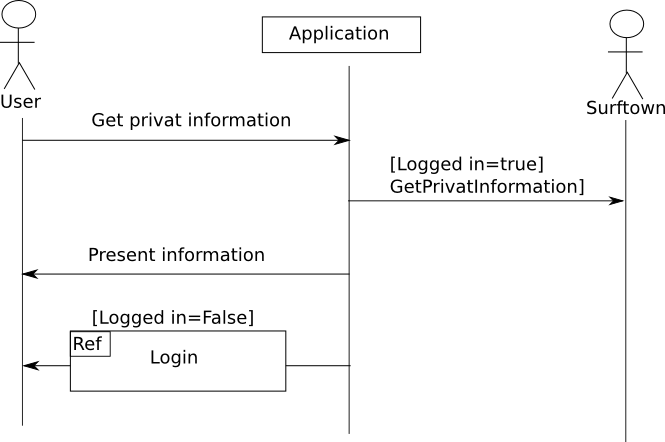 Application
User
Surftown
Get privat information
[Logged in=true]
GetPrivatInformation]
Present information
[Logged in=False]
Ref
Login